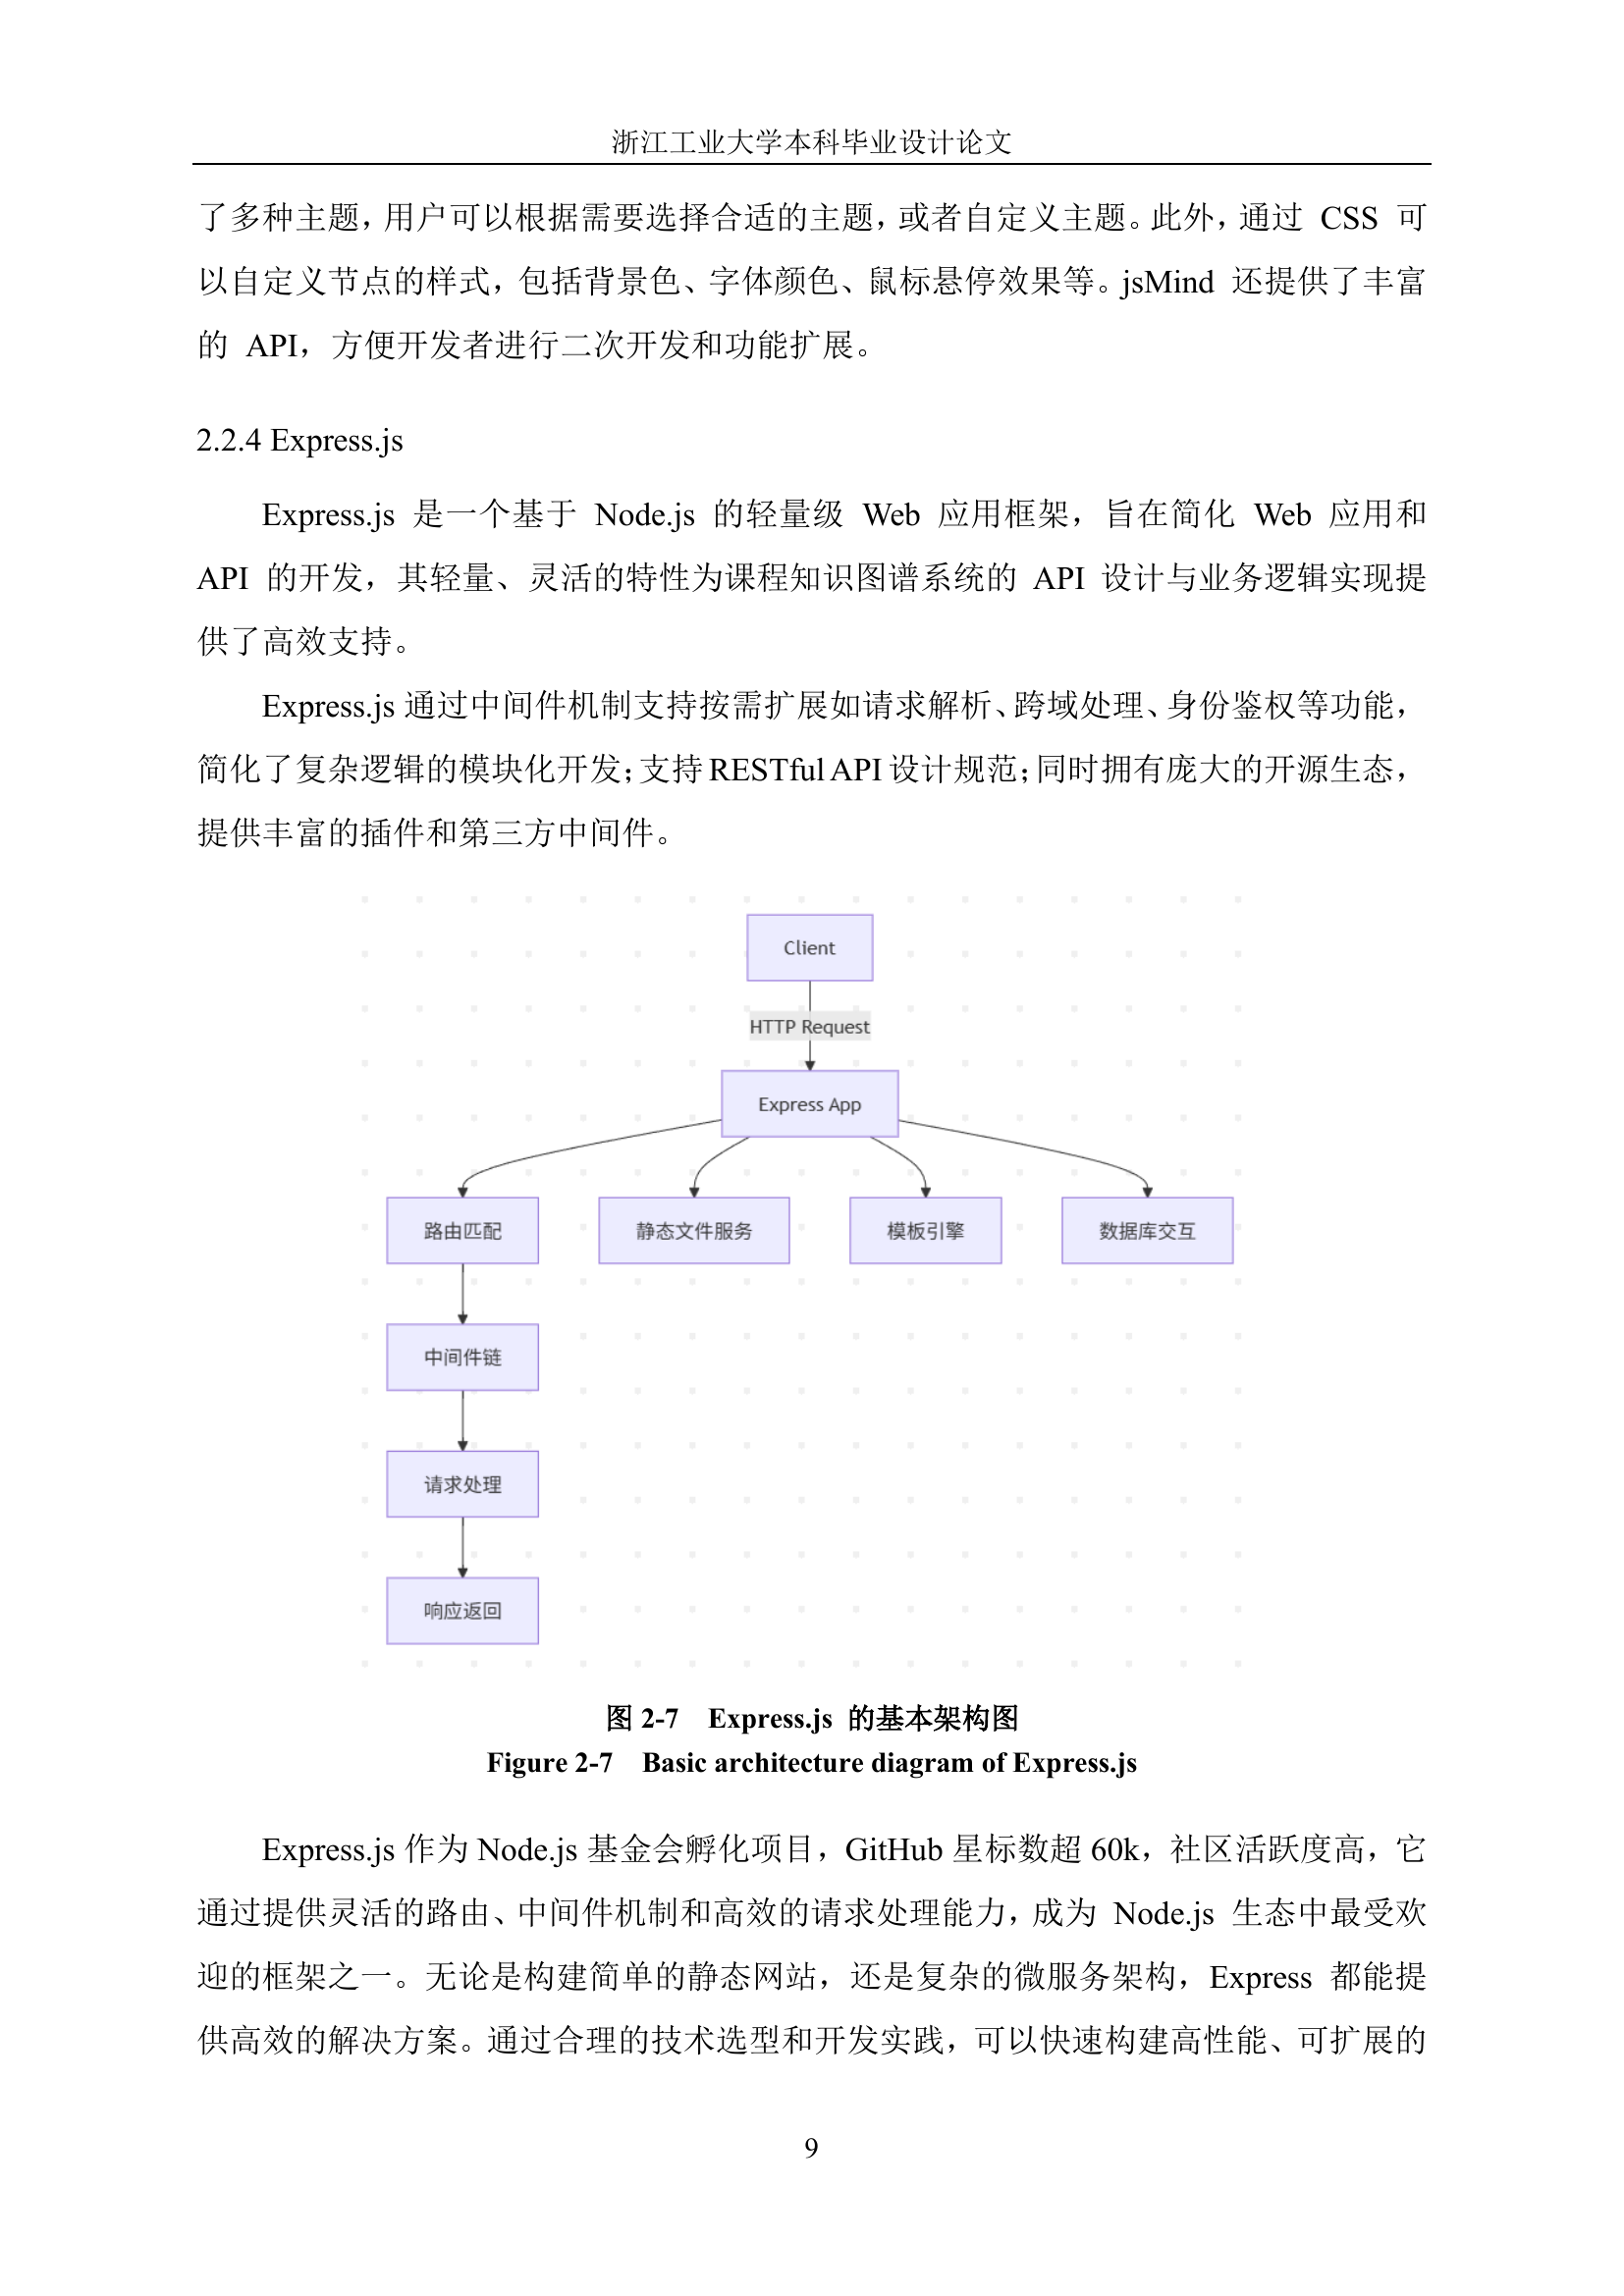 浙江工业大学本科毕业设计论文
了多种主题，用户可以根据需要选择合适的主题，或者自定义主题。此外，通过 CSS 可
以自定义节点的样式，包括背景色、字体颜色、鼠标悬停效果等。jsMind 还提供了丰富
的 API，方便开发者进行二次开发和功能扩展。
2.2.4 Express.js
Express.js 是一个基于 Node.js 的轻量级 Web 应用框架，旨在简化 Web 应用和
API 的开发，其轻量、灵活的特性为课程知识图谱系统的 API 设计与业务逻辑实现提
供了高效支持。
Express.js 通过中间件机制支持按需扩展如请求解析、跨域处理、身份鉴权等功能，
简化了复杂逻辑的模块化开发；支持 RESTful API 设计规范；同时拥有庞大的开源生态，
提供丰富的插件和第三方中间件。
Client
HTTP Request
Express App
路由匹配
静态文件服务
模板引擎
数据库交互
中间件链
请求处理
响应返回
图 2-7 Express.js 的基本架构图
Figure 2-7 Basic architecture diagram of Express.js
Express.js 作为 Node.js 基金会孵化项目，GitHub 星标数超 60k，社区活跃度高，它
通过提供灵活的路由、中间件机制和高效的请求处理能力，成为 Node.js 生态中最受欢
迎的框架之一。无论是构建简单的静态网站，还是复杂的微服务架构，Express 都能提
供高效的解决方案。通过合理的技术选型和开发实践，可以快速构建高性能、可扩展的
9